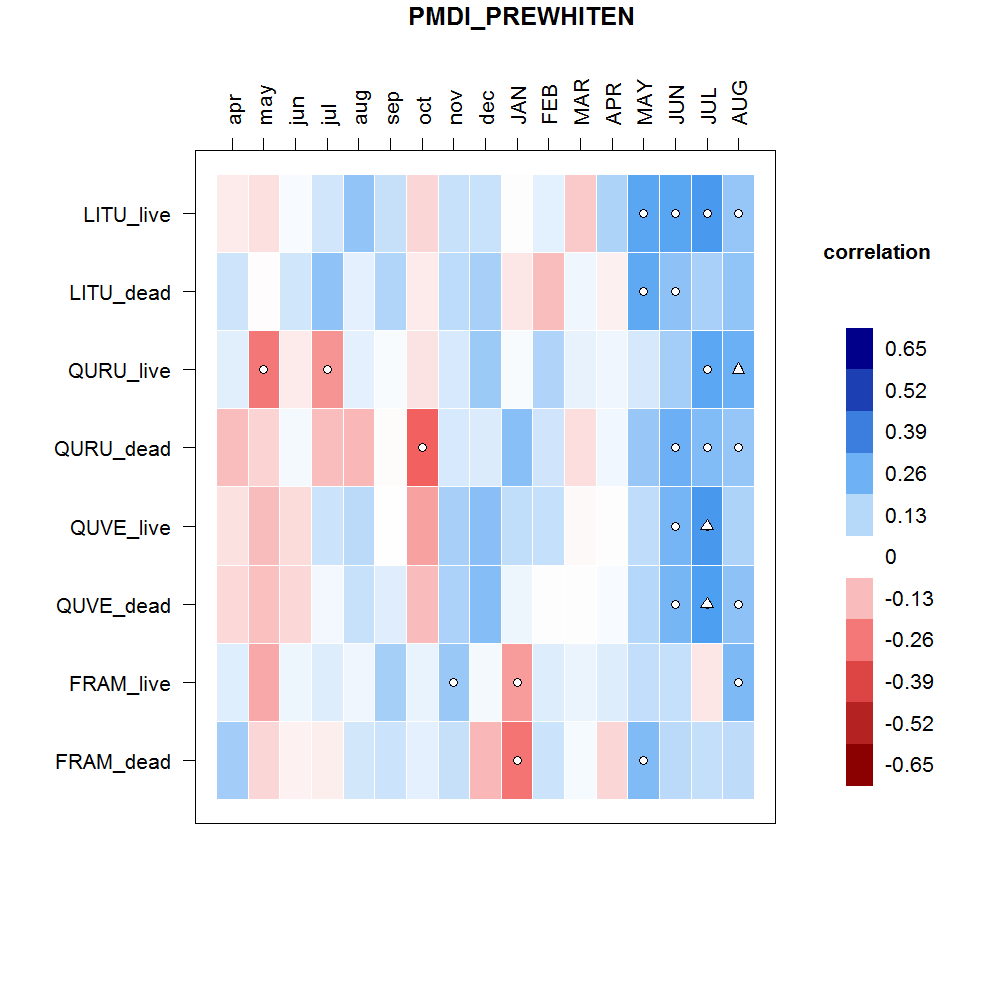 PMDI_PREWHITEN
apr may jun jul aug sep oct nov dec JAN FEB MAR APR MAY JUN JUL AUG
LITU_live
LITU_dead
QURU_live
QURU_dead
QUVE_live
QUVE_dead
FRAM_live
FRAM_dead
correlation
0.65
0.52
0.39
0.26
0.13
0
-0.13
-0.26
-0.39
-0.52
-0.65